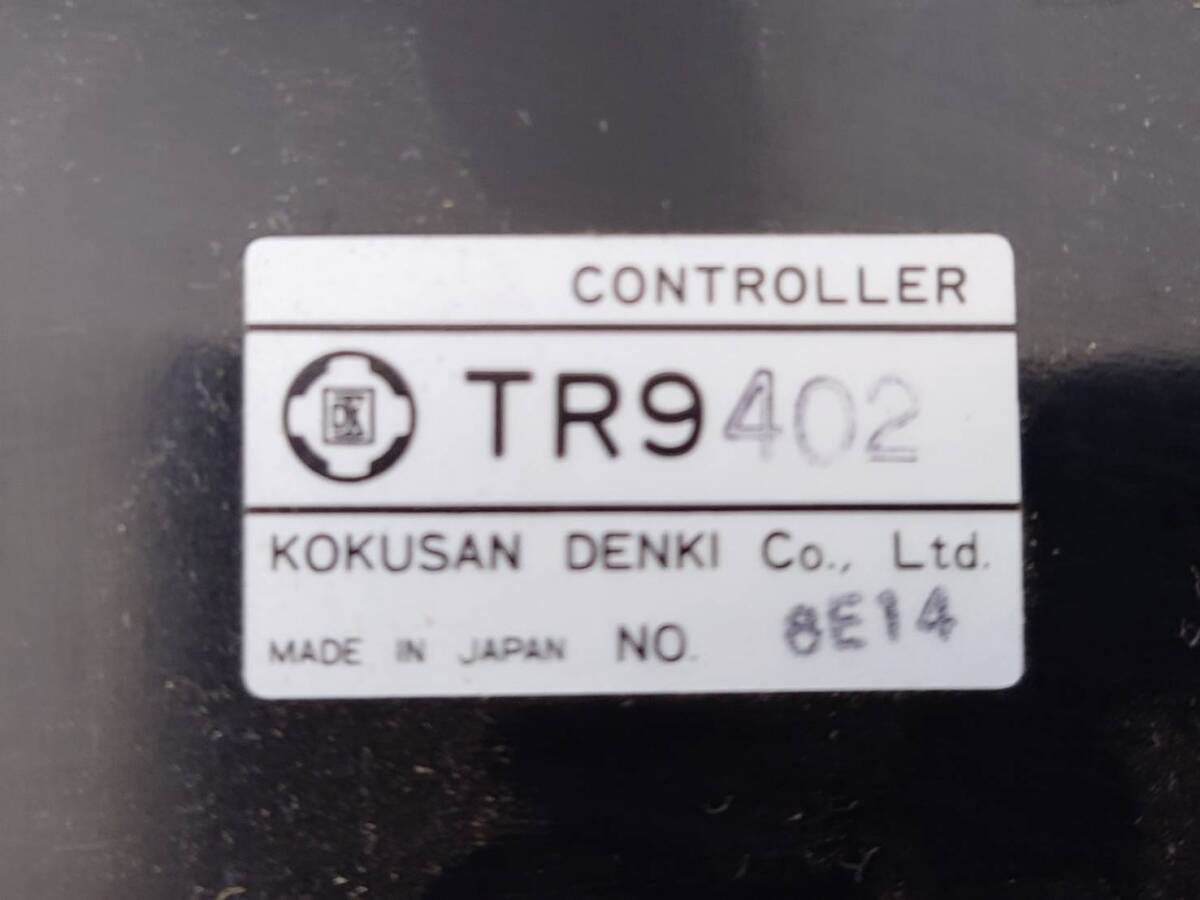 CONTROLLER
TR9402
KOKUSAN DENKI Co., Ltd.
MADE IN JAPAN NO. 8E14